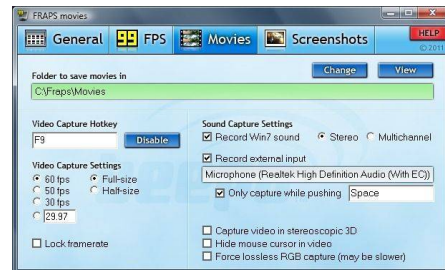 FRAPS movies
General
99 FPS
Movies
Screenshots
HELP
© 2011
Folder to save movies in
Change
View
C:\Fraps\Movies
Video Capture Hotkey
F9
Disable
Video Capture Settings
60 fps
Full-size
50 fps
Half-size
30 fps
29.97
Lock framerate
Sound Capture Settings
Record Win7 sound
Stereo
Multichannel
Record external input
Microphone (Realtek High Definition Audio (With EC))
Only capture while pushing
Space
Capture video in stereoscopic 3D
Hide mouse cursor in video
Force lossless RGB capture (may be slower)